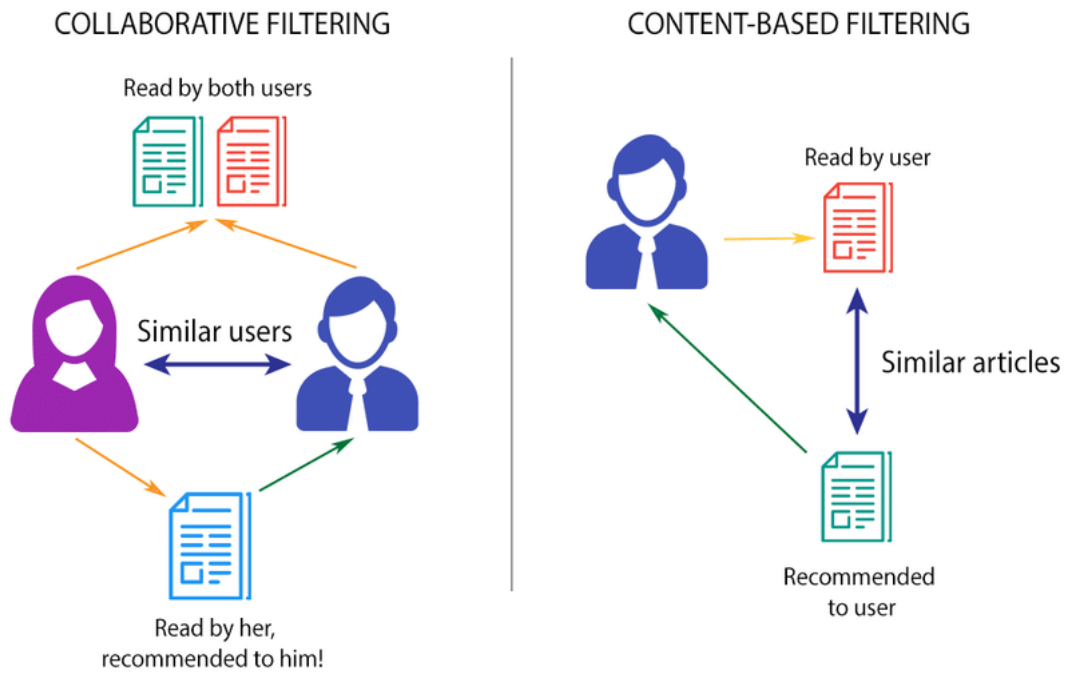 COLLABORATIVE FILTERING
Read by both users
Similar users
Read by her,
recommended to him!
CONTENT-BASED FILTERING
Read by user
Similar articles
Recommended
to user